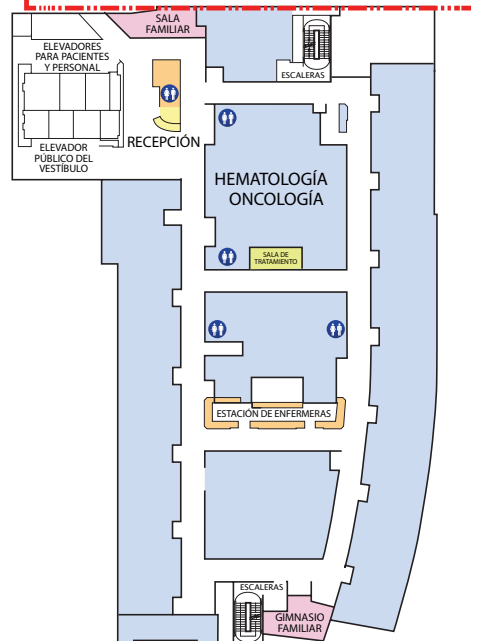 SALA
FAMILIAR
ELEVADORES
PARA PACIENTES
Y PERSONAL
ESCALERAS
ELEVADOR
PÚBLICO DEL
VESTÍBULO
RECEPCIÓN
HEMATOLOGÍA
ONCOLOGÍA
SALA DE
TRATAMIENTO
ESTACIÓN DE ENFERMERAS
ESCALERAS
GIMNASIO
FAMILIAR